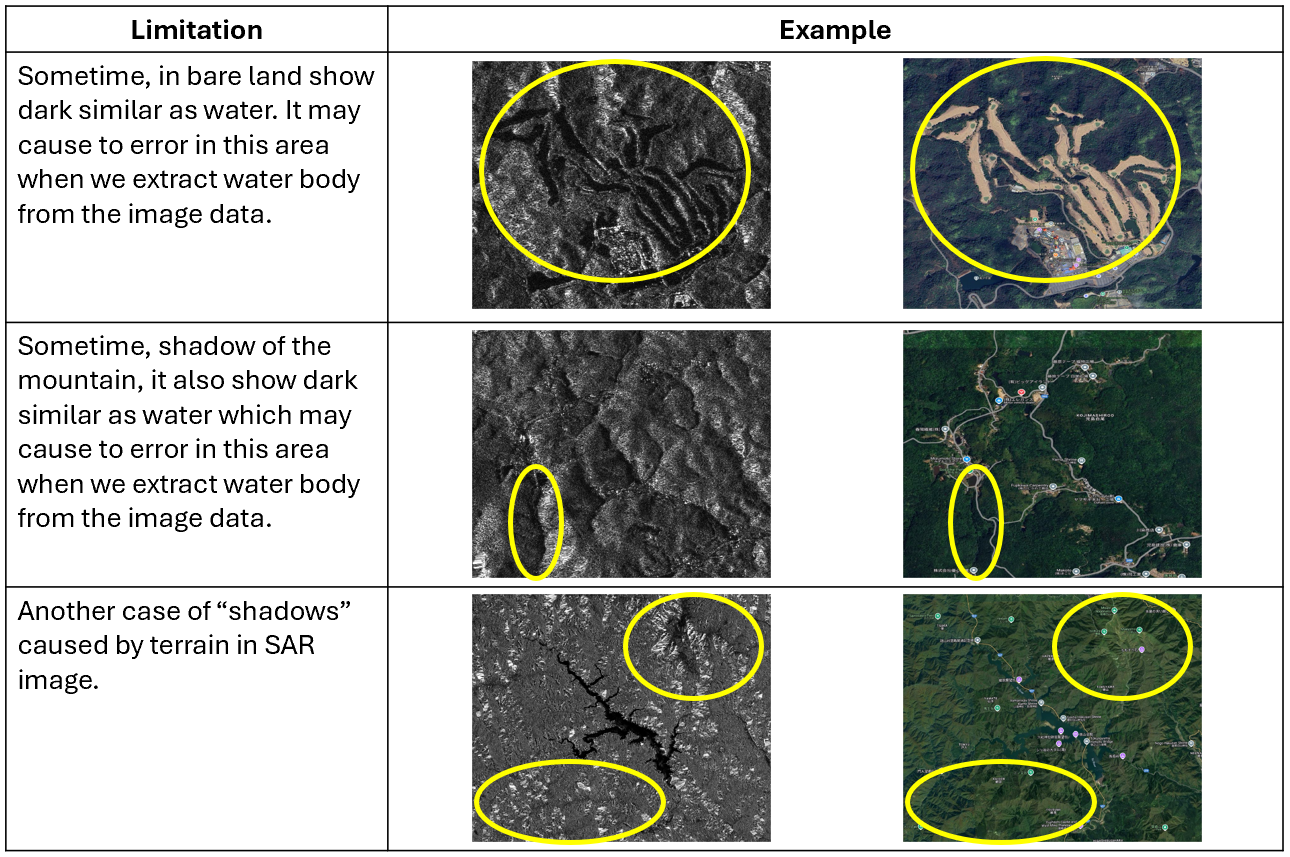 Limitation
Example
Sometime, in bare land show
dark similar as water. It may
cause to error in this area
when we extract water body
from the image data.
Sometime, shadow of the
mountain, it also show dark
similar as water which may
cause to error in this area
when we extract water body
from the image data.
Another case of “shadows”
caused by terrain in SAR
image.